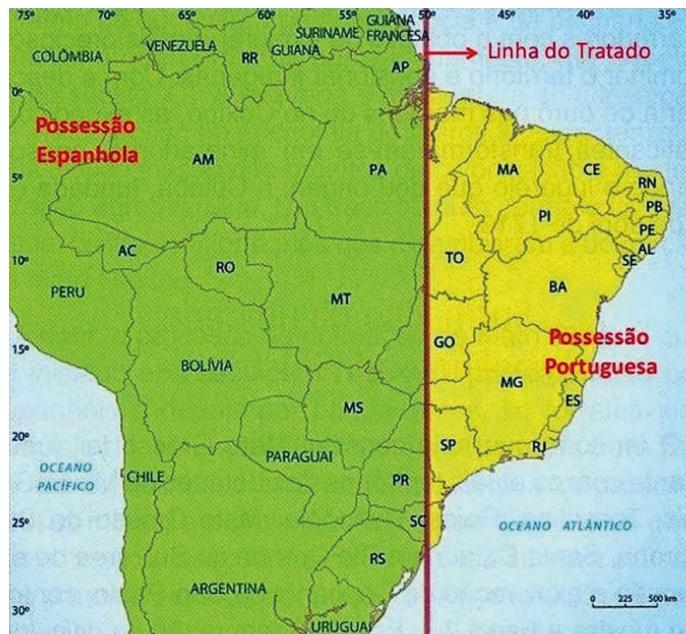 75° 70° 65° 60° 55° 50° 45° 40° 35°
GUIANA
FRANCESA
SURINAME
VENEZUELA
GUIANA
COLÔMBIA
RR
AP
Linha do Tratado
0°
Possessão
Espanhola
AM
PA
MA
CE
RN
PB
PI
PE
AL
SE
5°
AC
RO
TO
BA
10°
PERU
MT
15°
BOLÍVIA
GO
Possessão
Portuguesa
MG
ES
MS
SP
RJ
20°
OCEANO
PACÍFICO
CHILE
PARAGUAI
PR
SC
25°
OCEANO ATLÂNTICO
RS
ARGENTINA
URUGUAI
30°
0 225 500 km